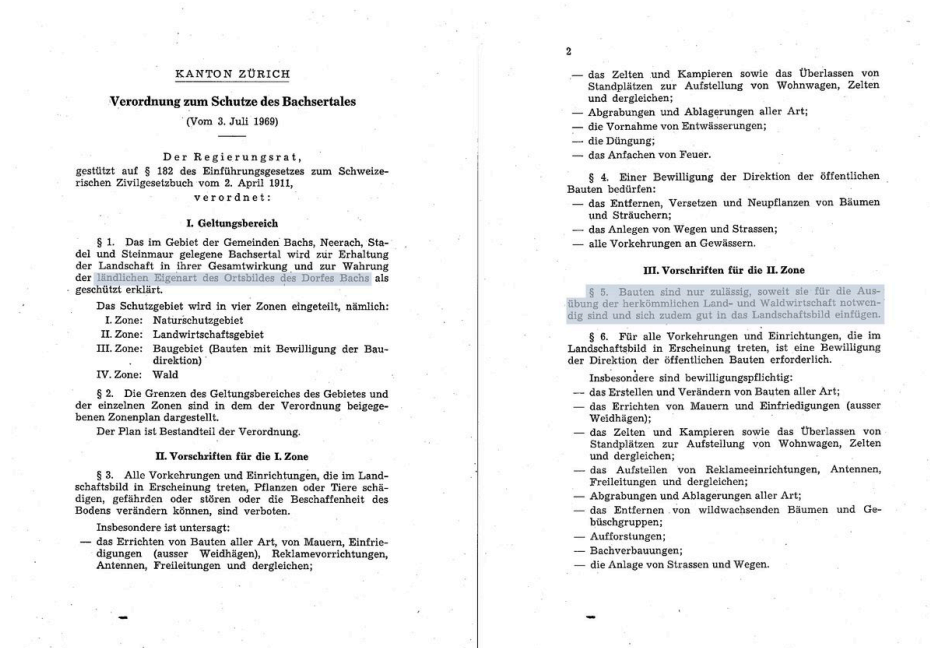 KANTON ZÜRICH
Verordnung zum Schutze des Bachsertales
(Vom 3. Juli 1969)
Der Regierungsrat,
gestützt auf § 182 des Einführungsgesetzes zum Schweize-
rischen Zivilgesetzbuch vom 2. April 1911,
verordnet:
I. Geltungsbereich
§ 1. Das im Gebiet der Gemeinden Bachs, Neerach, Sta-
del und Steinmaur gelegene Bachsertal wird zur Erhaltung
der Landschaft in ihrer Gesamtwirkung und zur Wahrung
der ländlichen Eigenart des Ortsbildes des Dorfes Bachs als
geschützt erklärt.
Das Schutzgebiet wird in vier Zonen eingeteilt, nämlich:
I. Zone: Naturschutzgebiet
II. Zone: Landwirtschaftsgebiet
III. Zone: Baugebiet (Bauten mit Bewilligung der Bau-
direktion)
IV. Zone: Wald
§ 2. Die Grenzen des Geltungsbereiches des Gebietes und
der einzelnen Zonen sind in dem der Verordnung beigege-
benen Zonenplan dargestellt.
Der Plan ist Bestandteil der Verordnung.
II. Vorschriften für die I. Zone
§ 3. Alle Vorkehrungen und Einrichtungen, die im Land-
schaftsbild in Erscheinung treten, Pflanzen oder Tiere schä-
digen, gefährden oder stören oder die Beschaffenheit des
Bodens verändern können, sind verboten.
Insbesondere ist untersagt:
— das Errichten von Bauten aller Art, von Mauern, Einfrie-
digungen (ausser Weidhägen), Reklamevorrichtungen,
Antennen, Freileitungen und dergleichen;
2
— das Zelten und Kampieren sowie das Überlassen von
Standplätzen zur Aufstellung von Wohnwagen, Zelten
und dergleichen;
— Abgrabungen und Ablagerungen aller Art;
— die Vornahme von Entwässerungen;
— die Düngung;
— das Anfachen von Feuer.
§ 4. Einer Bewilligung der Direktion der öffentlichen
Bauten bedürfen:
— das Entfernen, Versetzen und Neupflanzen von Bäumen
und Sträuchern;
— das Anlegen von Wegen und Strassen;
— alle Vorkehrungen an Gewässern.
III. Vorschriften für die II. Zone
§ 5. Bauten sind nur zulässig, soweit sie für die Aus-
übung der herkömmlichen Land- und Waldwirtschaft notwen-
dig sind und sich zudem gut in das Landschaftsbild einfügen.
§ 6. Für alle Vorkehrungen und Einrichtungen, die im
Landschaftsbild in Erscheinung treten, ist eine Bewilligung
der Direktion der öffentlichen Bauten erforderlich.
Insbesondere sind bewilligungspflichtig:
— das Erstellen und Verändern von Bauten aller Art;
— das Errichten von Mauern und Einfriedigungen (ausser
Weidhägen);
— das Zelten und Kampieren sowie das Überlassen von
Standplätzen zur Aufstellung von Wohnwagen, Zelten
und dergleichen;
— das Aufstellen von Reklameeinrichtungen, Antennen,
Freileitungen und dergleichen;
— Abgrabungen und Ablagerungen aller Art;
— das Entfernen von wildwachsenden Bäumen und Ge-
büschgruppen;
— Aufforstungen;
— Bachverbauungen;
— die Anlage von Strassen und Wegen.